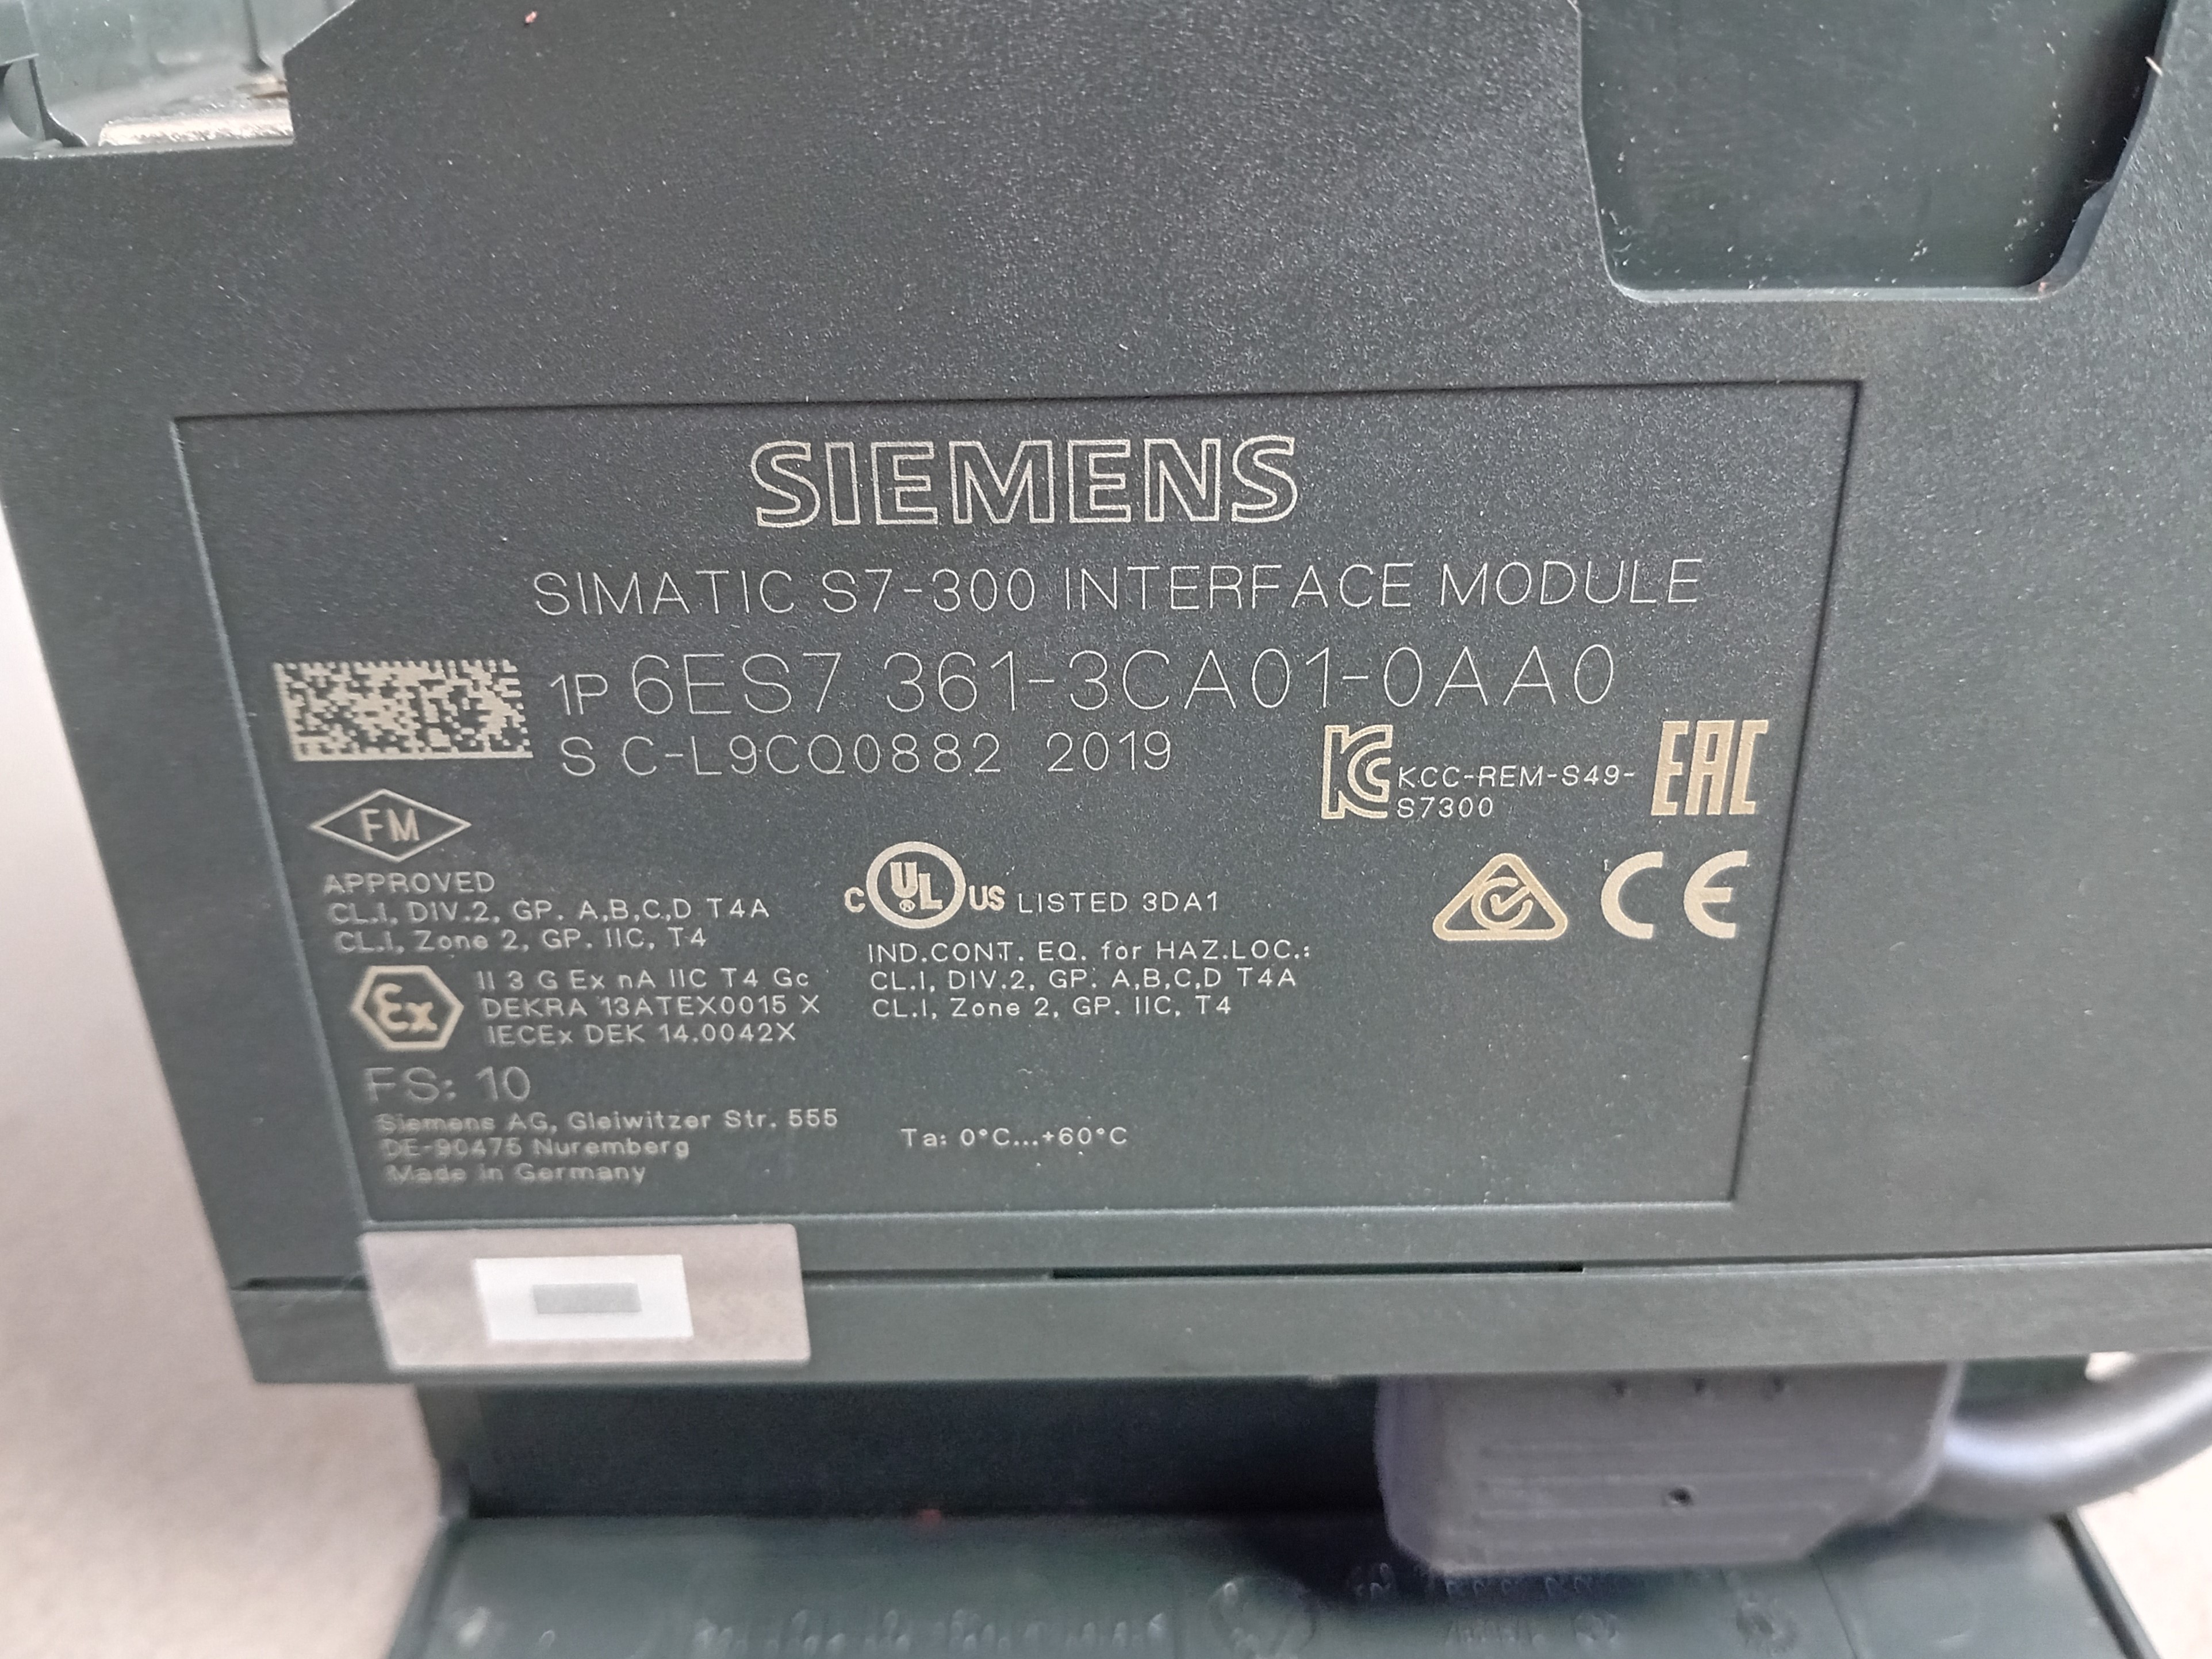 SIEMENS
SIMATIC S7-300 INTERFACE MODULE
1P 6ES7 361-3CA01-0AA0
S C-L9CQ0882 2019
KCC-REM-S49-
S7300
EAC
FM
APPROVED
CL.I, DIV.2, GP. A,B,C,D T4A
CL.I, Zone 2, GP. IIC, T4
C UL US LISTED 3DA1
IND.CONT. EQ. for HAZ.LOC.:
CL.I, DIV.2, GP. A,B,C,D T4A
CL.I, Zone 2, GP. IIC, T4
CE
Ex
II 3 G Ex nA IIC T4 Gc
DEKRA 13ATEX0015 X
IECEx DEK 14.0042X
FS: 10
Siemens AG, Gleiwitzer Str. 555
DE-90475 Nuremberg
Made in Germany
Ta: 0°C...+60°C